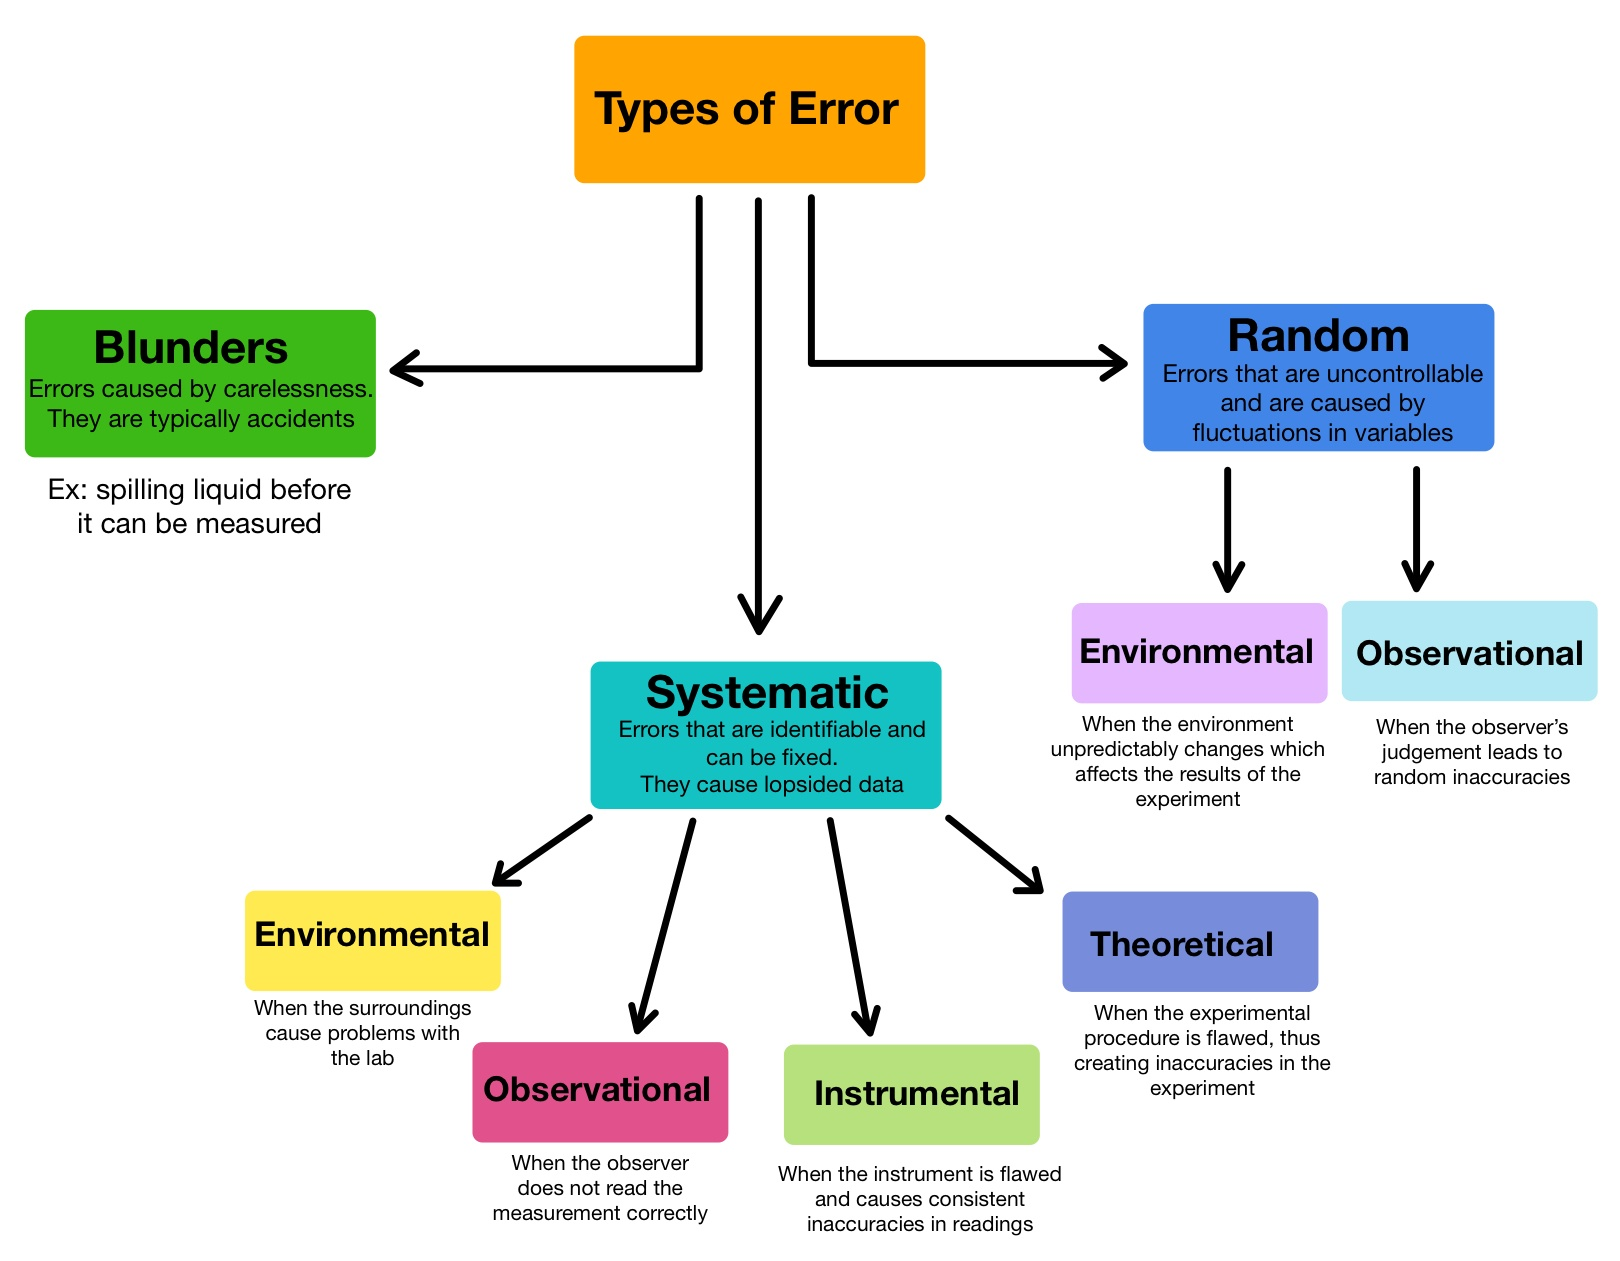 Types of Error
Blunders
Errors caused by carelessness.
They are typically accidents
Ex: spilling liquid before
it can be measured
Random
Errors that are uncontrollable
and are caused by
fluctuations in variables
Environmental
When the environment
unpredictably changes which
affects the results of the
experiment
Observational
When the observer’s
judgement leads to
random inaccuracies
Systematic
Errors that are identifiable and
can be fixed.
They cause lopsided data
Environmental
When the surroundings
cause problems with
the lab
Observational
When the observer
does not read the
measurement correctly
Instrumental
When the instrument is flawed
and causes consistent
inaccuracies in readings
Theoretical
When the experimental
procedure is flawed, thus
creating inaccuracies in the
experiment